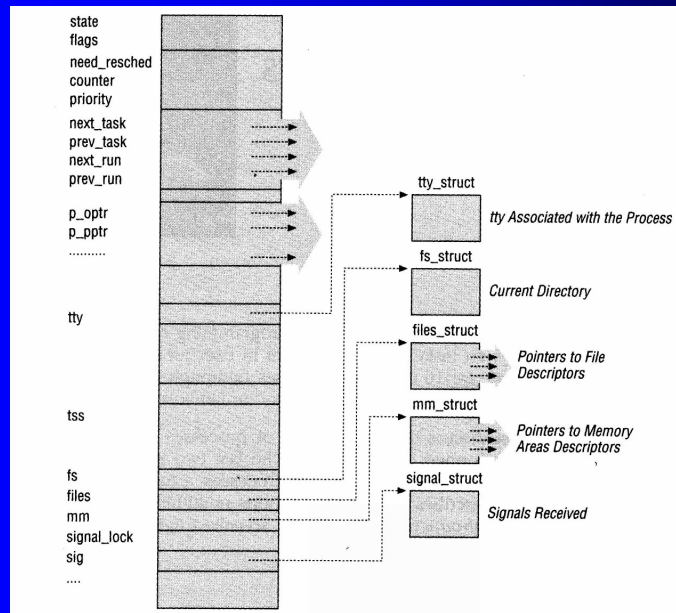 state
flags
need_resched
counter
priority
next_task
prev_task
next_run
prev_run
p_optr
p_pptr
..........
tty
tss
fs
files
mm
signal_lock
sig
....
tty_struct
tty Associated with the Process
fs_struct
Current Directory
files_struct
Pointers to File
Descriptors
mm_struct
Pointers to Memory
Areas Descriptors
signal_struct
Signals Received